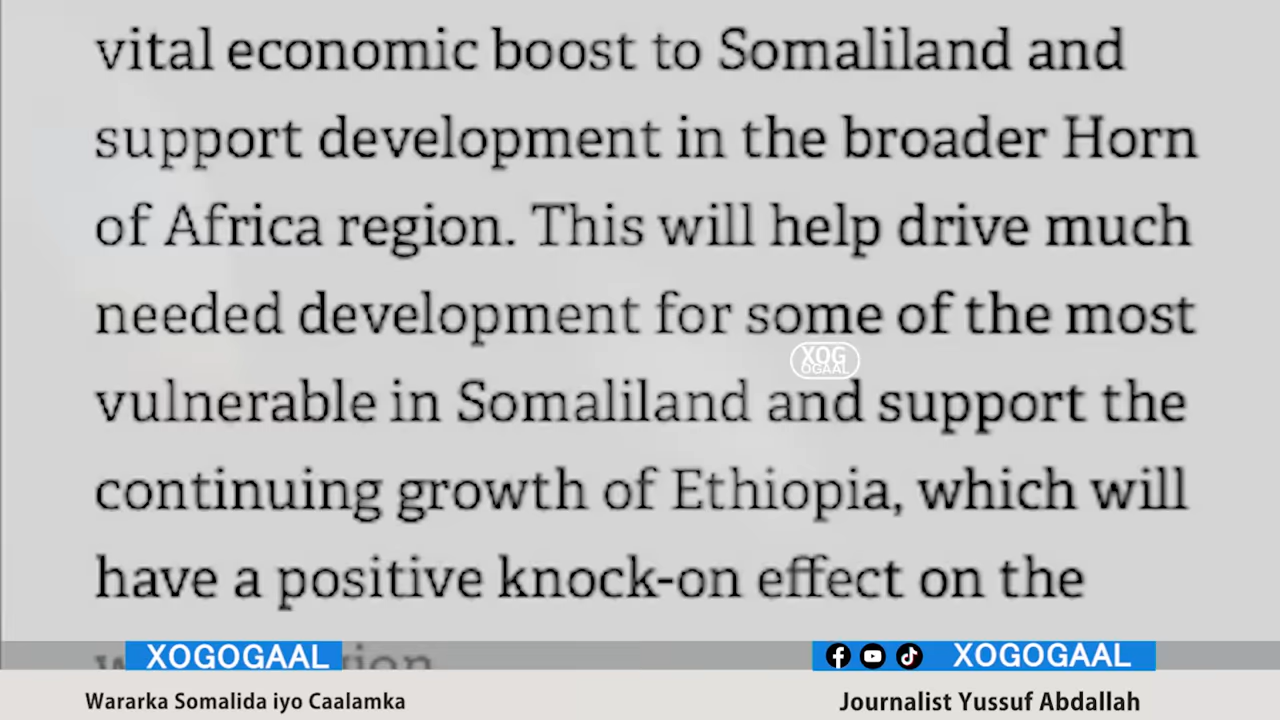 vital economic boost to Somaliland and
support development in the broader Horn
of Africa region. This will help drive much
needed development for some of the most
XOG
OGAAL
vulnerable in Somaliland and support the
continuing growth of Ethiopia, which will
have a positive knock-on effect on the
XOGOGAAL
XOGOGAAL
Wararka Somalida iyo Caalamka
Journalist Yussuf Abdallah